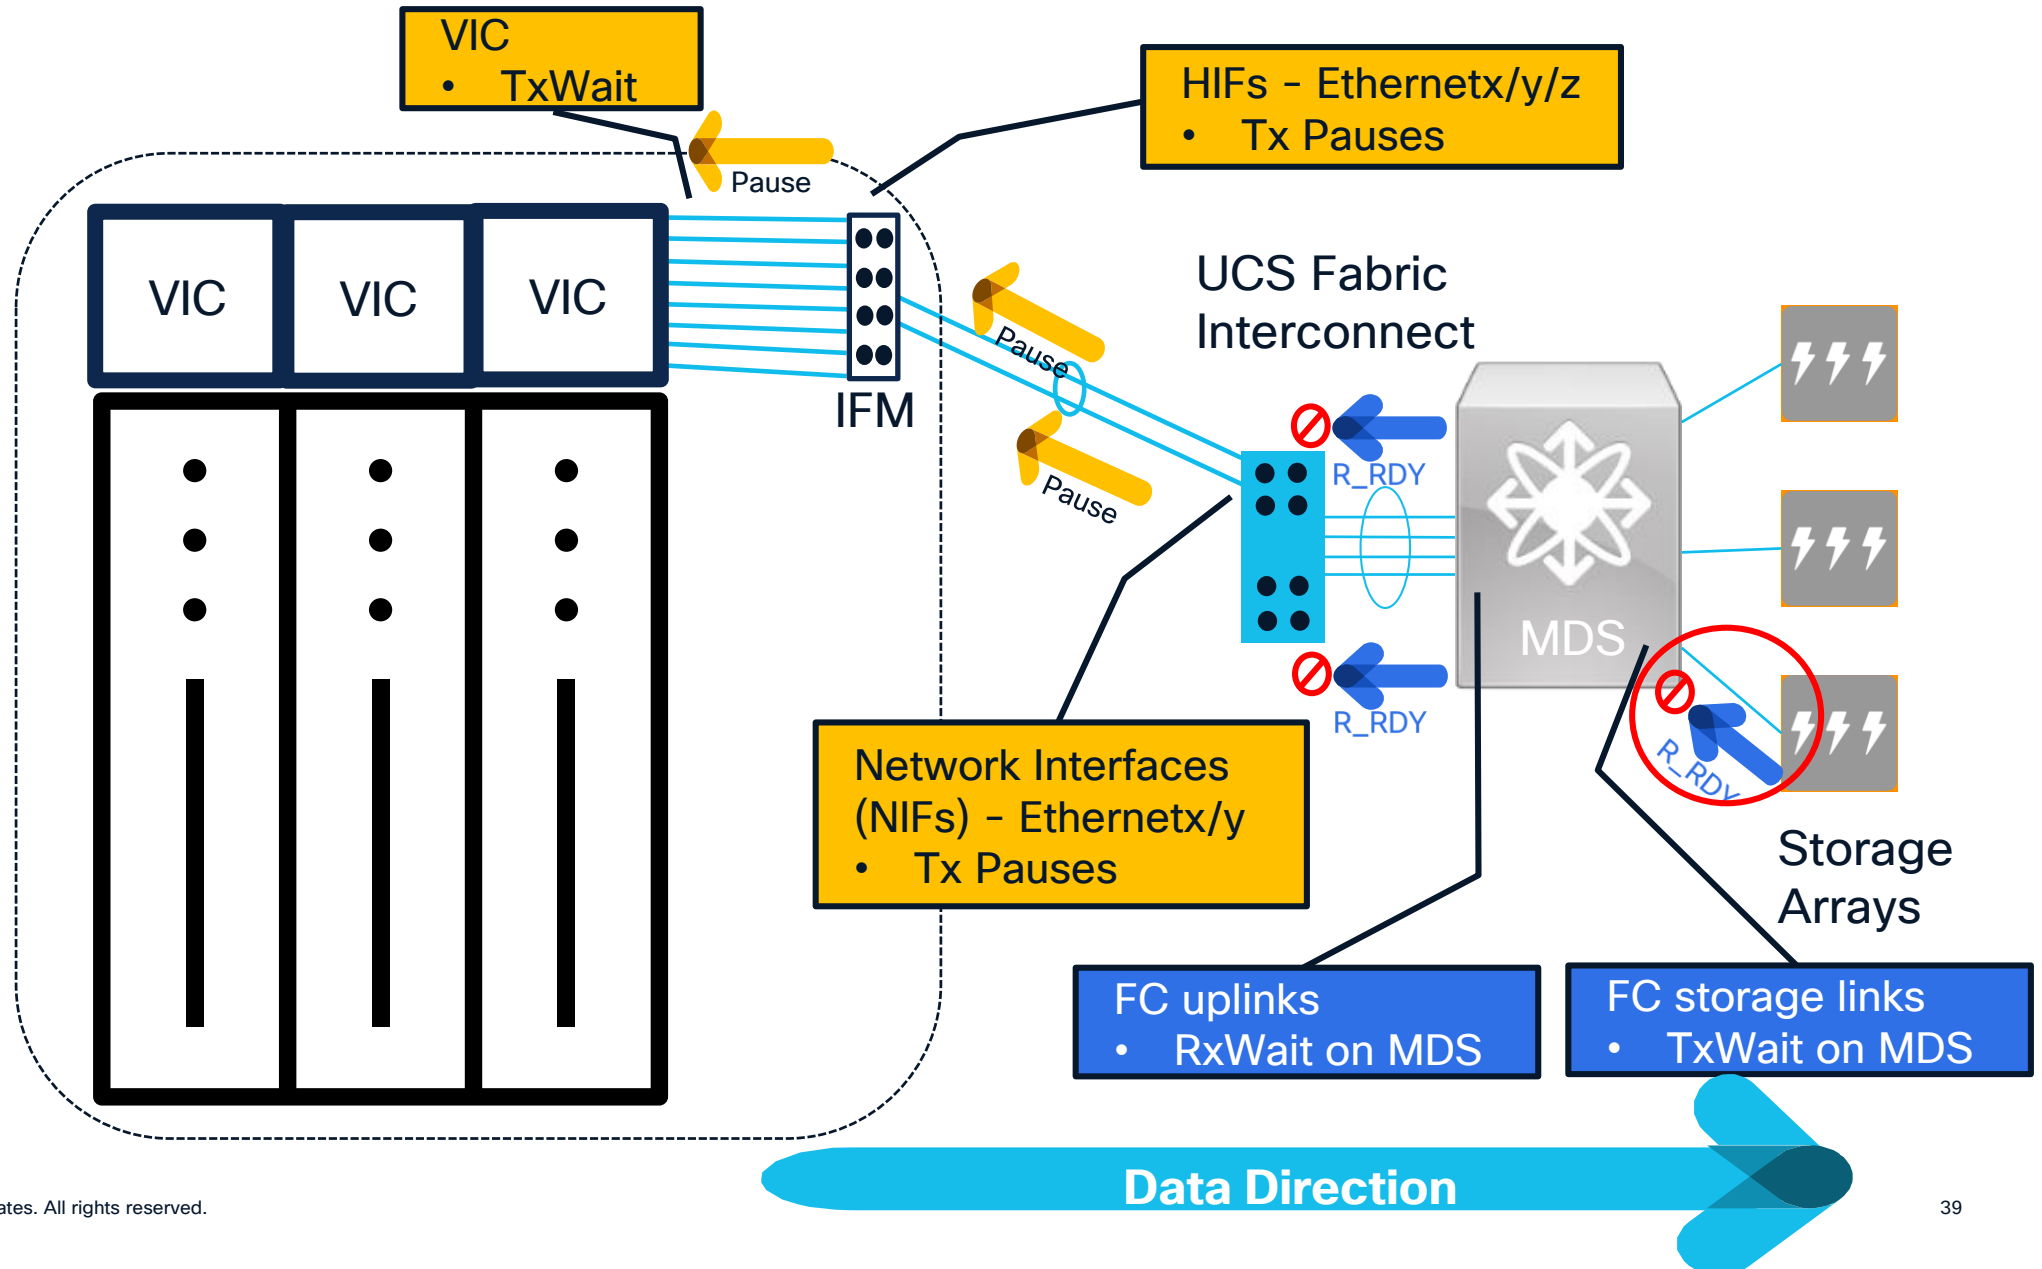 VIC
• TxWait
HIFs - Ethernetx/y/z
• Tx Pauses
Pause
VIC
VIC
VIC
IFM
Pause
Pause
UCS Fabric
Interconnect
R_RDY
R_RDY
MDS
R_RDY
Storage
Arrays
Network Interfaces
(NIFs) - Ethernetx/y
• Tx Pauses
FC uplinks
• RxWait on MDS
FC storage links
• TxWait on MDS
Data Direction
ates. All rights reserved.
39